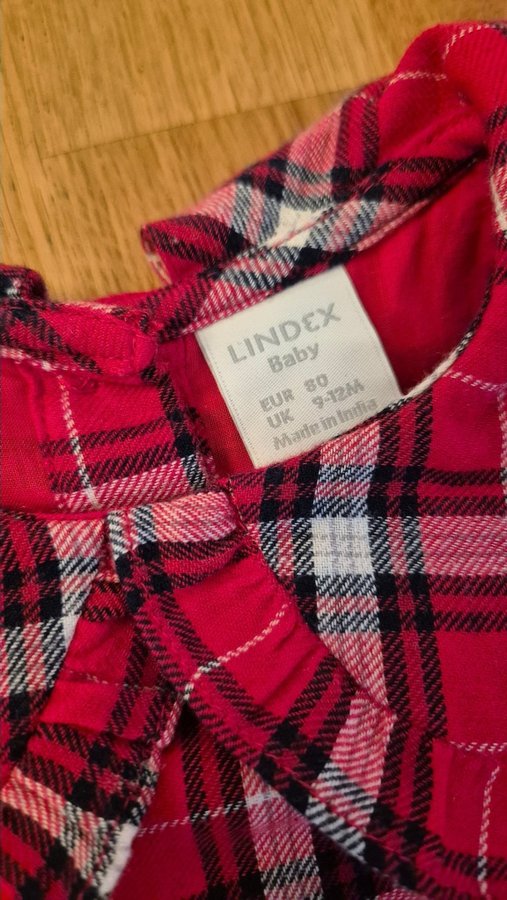 LINDEX
Baby
EUR 80
UK 9-12M
Made in India